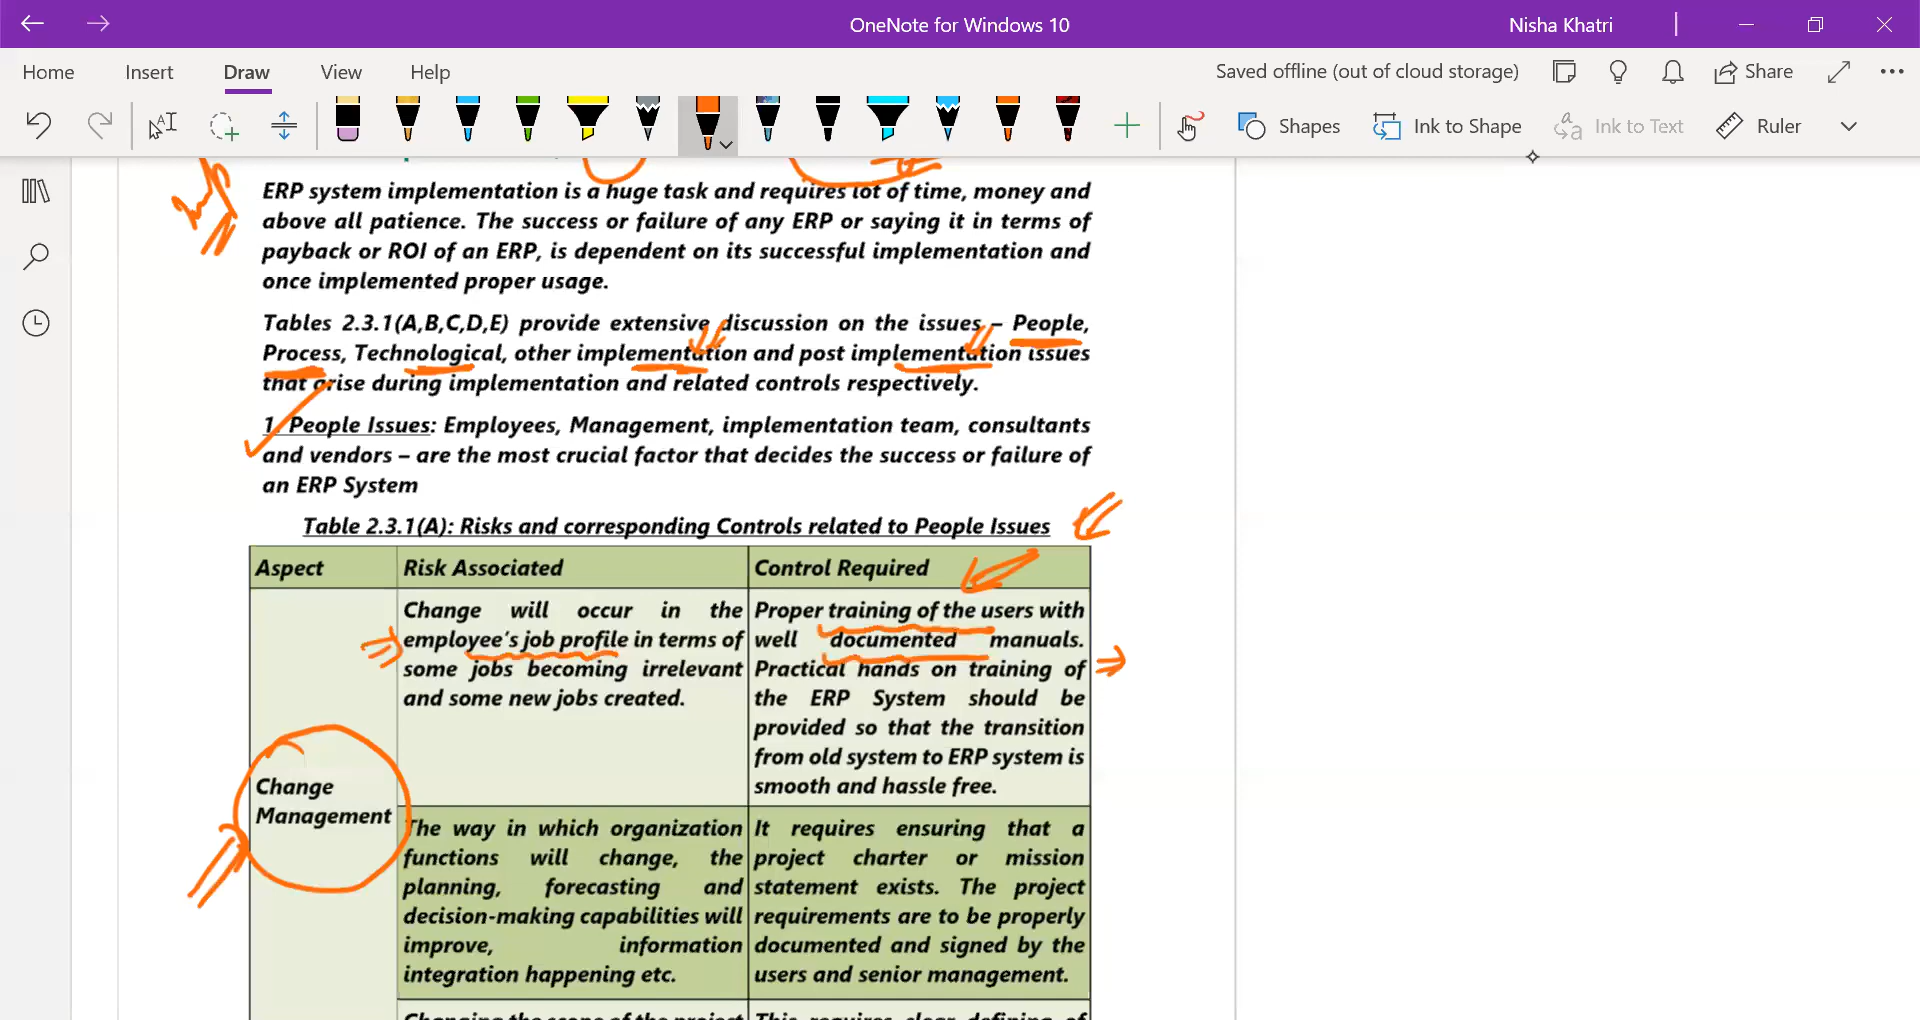 OneNote for Windows 10
Nisha Khatri
Home Insert Draw View Help
Saved offline (out of cloud storage)
Share
Shapes
Ink to Shape
Ink to Text
Ruler
ERP system implementation is a huge task and requires lot of time, money and
above all patience. The success or failure of any ERP or saying it in terms of
payback or ROI of an ERP, is dependent on its successful implementation and
once implemented proper usage.
Tables 2.3.1(A,B,C,D,E) provide extensive discussion on the issues – People,
Process, Technological, other implementation and post implementation issues
that arise during implementation and related controls respectively.
1. People Issues: Employees, Management, implementation team, consultants
and vendors – are the most crucial factor that decides the success or failure of
an ERP System
Table 2.3.1(A): Risks and corresponding Controls related to People Issues
Aspect
Risk Associated
Control Required
Change Management
Change will occur in the
employee's job profile in terms of
some jobs becoming irrelevant
and some new jobs created.
Proper training of the users with
well documented manuals.
Practical hands on training of
the ERP System should be
provided so that the transition
from old system to ERP system is
smooth and hassle free.
The way in which organization
functions will change, the
planning, forecasting and
decision-making capabilities will
improve, information
integration happening etc.
It requires ensuring that a
project charter or mission
statement exists. The project
requirements are to be properly
documented and signed by the
users and senior management.
Changing the scope of the project
This requires clear defining of